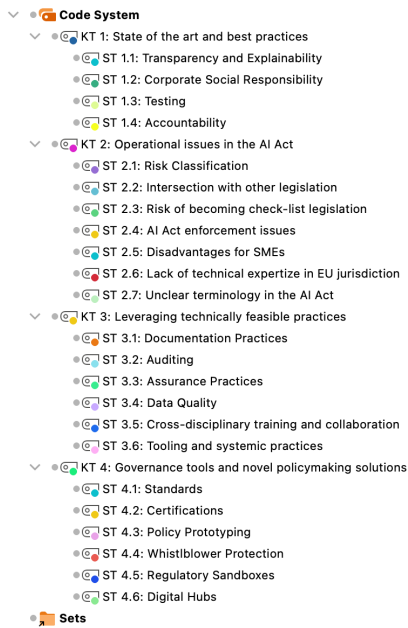 Code System
KT 1: State of the art and best practices
ST 1.1: Transparency and Explainability
ST 1.2: Corporate Social Responsibility
ST 1.3: Testing
ST 1.4: Accountability
KT 2: Operational issues in the AI Act
ST 2.1: Risk Classification
ST 2.2: Intersection with other legislation
ST 2.3: Risk of becoming check-list legislation
ST 2.4: AI Act enforcement issues
ST 2.5: Disadvantages for SMEs
ST 2.6: Lack of technical expertize in EU jurisdiction
ST 2.7: Unclear terminology in the AI Act
KT 3: Leveraging technically feasible practices
ST 3.1: Documentation Practices
ST 3.2: Auditing
ST 3.3: Assurance Practices
ST 3.4: Data Quality
ST 3.5: Cross-disciplinary training and collaboration
ST 3.6: Tooling and systemic practices
KT 4: Governance tools and novel policymaking solutions
ST 4.1: Standards
ST 4.2: Certifications
ST 4.3: Policy Prototyping
ST 4.4: Whistlblower Protection
ST 4.5: Regulatory Sandboxes
ST 4.6: Digital Hubs
Sets